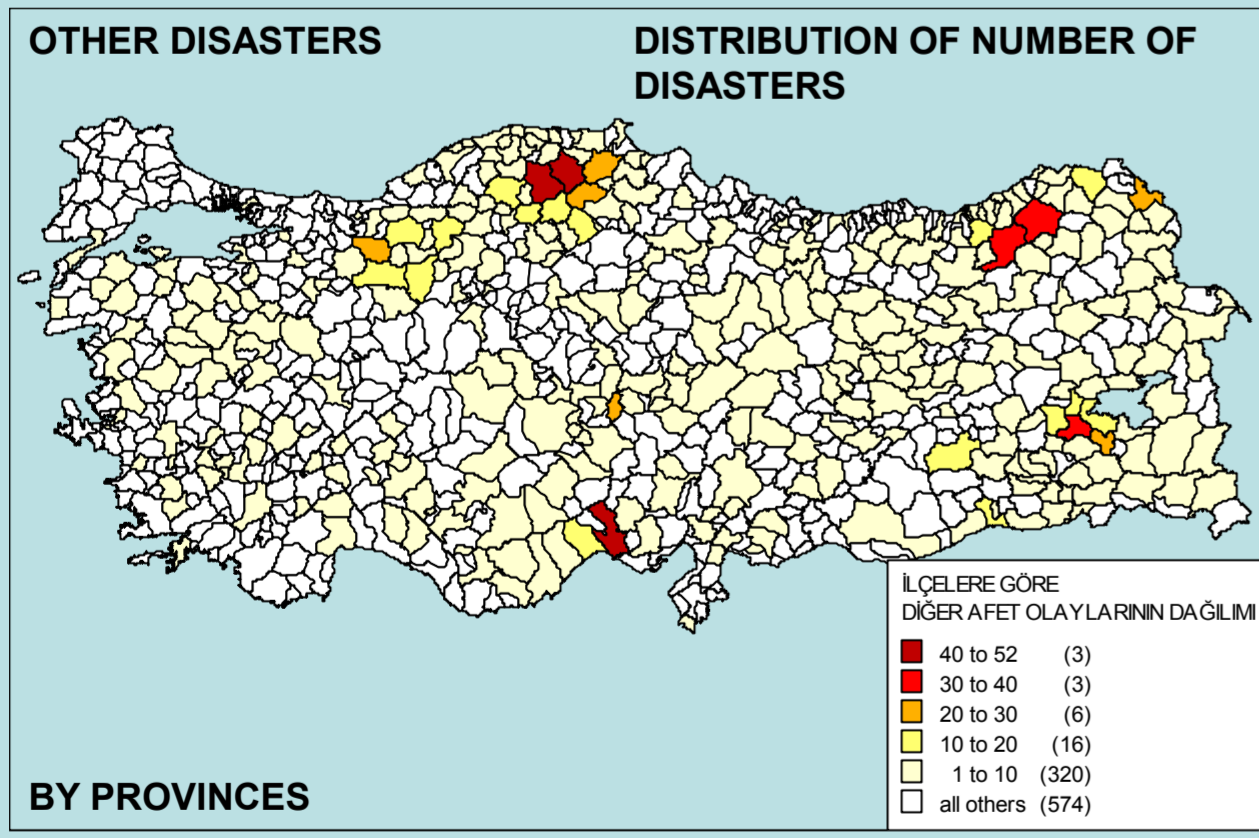 OTHER DISASTERS
DISTRIBUTION OF NUMBER OF
DISASTERS
İLÇELERE GÖRE
DİĞER AFET OLAYLARININ DAĞILIMI
40 to 52 (3)
30 to 40 (3)
20 to 30 (6)
10 to 20 (16)
1 to 10 (320)
all others (574)
BY PROVINCES